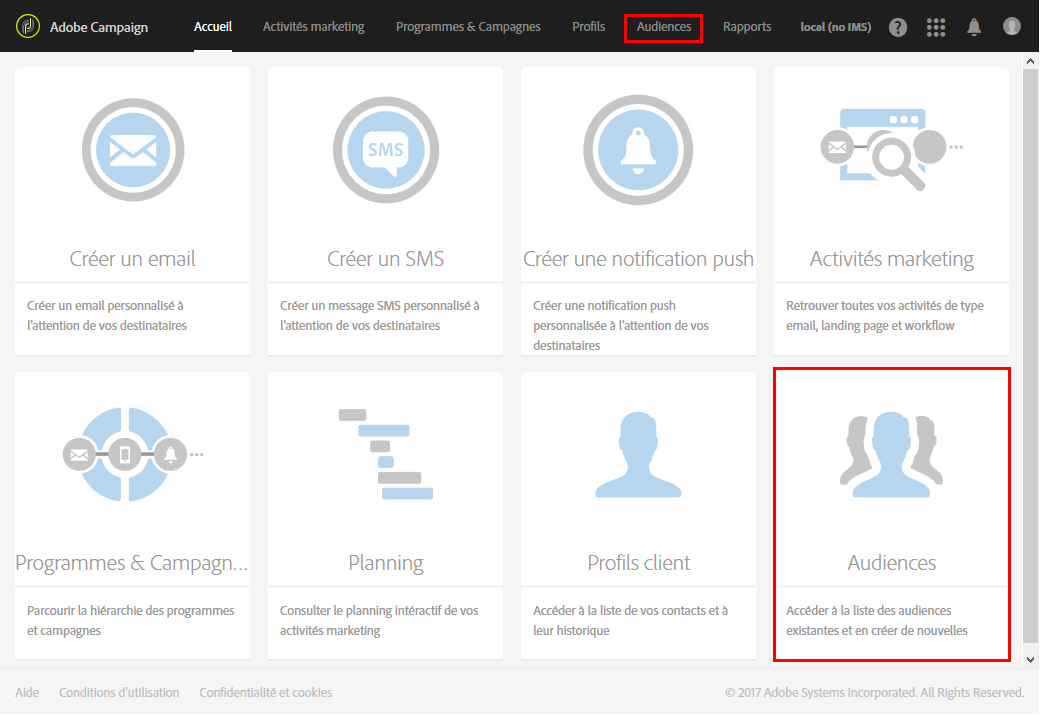 Adobe Campaign Accueil Activités marketing Programmes & Campagnes Profils Audiences Rapports local (no IMS) ?
SMS
Créer un email
Créer un email personnalisé à
l'attention de vos destinataires
Créer un SMS
Créer un message SMS personnalisé à
l'attention de vos destinataires
Créer une notification push
Créer une notification push
personnalisée à l'attention de vos
destinataires
Activités marketing
Retrouver toutes vos activités de type
email, landing page et workflow
Programmes & Campagn...
Parcourir la hiérarchie des programmes
et campagnes
Planning
Consulter le planning intéractif de vos
activités marketing
Profils client
Accéder à la liste de vos contacts et à
leur historique
Audiences
Accéder à la liste des audiences
existantes et en créer de nouvelles
Aide Conditions d'utilisation Confidentialité et cookies © 2017 Adobe Systems Incorporated. All Rights Reserved.